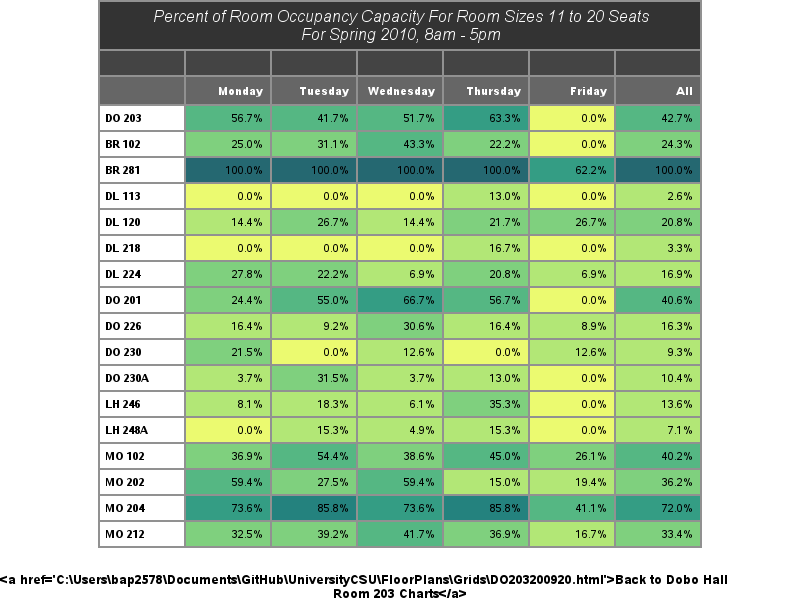 Percent of Room Occupancy Capacity For Room Sizes 11 to 20 Seats
For Spring 2010, 8am - 5pm
Monday Tuesday Wednesday Thursday Friday All
DO 203 56.7% 41.7% 51.7% 63.3% 0.0% 42.7%
BR 102 25.0% 31.1% 43.3% 22.2% 0.0% 24.3%
BR 281 100.0% 100.0% 100.0% 100.0% 62.2% 100.0%
DL 113 0.0% 0.0% 0.0% 13.0% 0.0% 2.6%
DL 120 14.4% 26.7% 14.4% 21.7% 26.7% 20.8%
DL 218 0.0% 0.0% 0.0% 16.7% 0.0% 3.3%
DL 224 27.8% 22.2% 6.9% 20.8% 6.9% 16.9%
DO 201 24.4% 55.0% 66.7% 56.7% 0.0% 40.6%
DO 226 16.4% 9.2% 30.6% 16.4% 8.9% 16.3%
DO 230 21.5% 0.0% 12.6% 0.0% 12.6% 9.3%
DO 230A 3.7% 31.5% 3.7% 13.0% 0.0% 10.4%
LH 246 8.1% 18.3% 6.1% 35.3% 0.0% 13.6%
LH 248A 0.0% 15.3% 4.9% 15.3% 0.0% 7.1%
MO 102 36.9% 54.4% 38.6% 45.0% 26.1% 40.2%
MO 202 59.4% 27.5% 59.4% 15.0% 19.4% 36.2%
MO 204 73.6% 85.8% 73.6% 85.8% 41.1% 72.0%
MO 212 32.5% 39.2% 41.7% 36.9% 16.7% 33.4%
<a href='C:\Users\bap2578\Documents\GitHub\UniversityCSU\FloorPlans\Grids\DO203200920.html'>Back to Dobo Hall
Room 203 Charts</a>